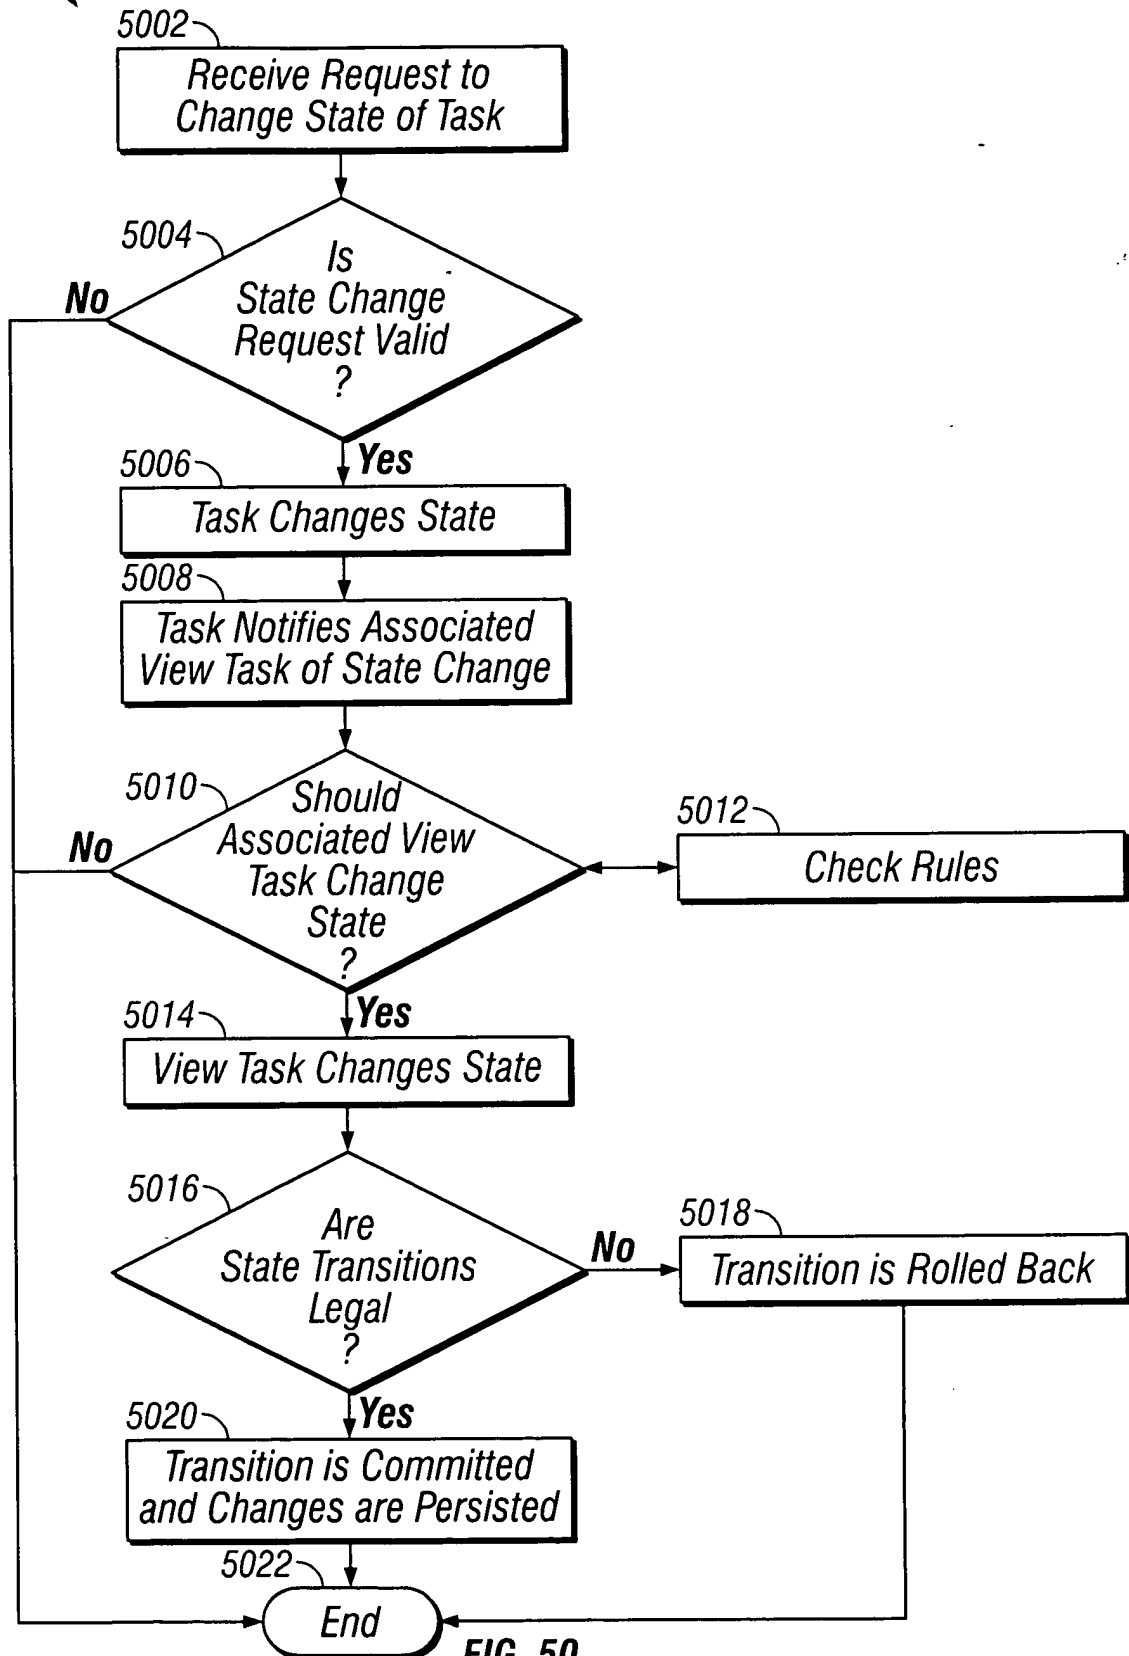 5002
Receive Request to
Change State of Task
5004
Is
State Change
Request Valid
?
No
Yes
5006
Task Changes State
5008
Task Notifies Associated
View Task of State Change
5010
Should
Associated View
Task Change
State
?
No
5012
Check Rules
Yes
5014
View Task Changes State
5016
Are
State Transitions
Legal
?
No
5018
Transition is Rolled Back
Yes
5020
Transition is Committed
and Changes are Persisted
5022
End
FIG. 50